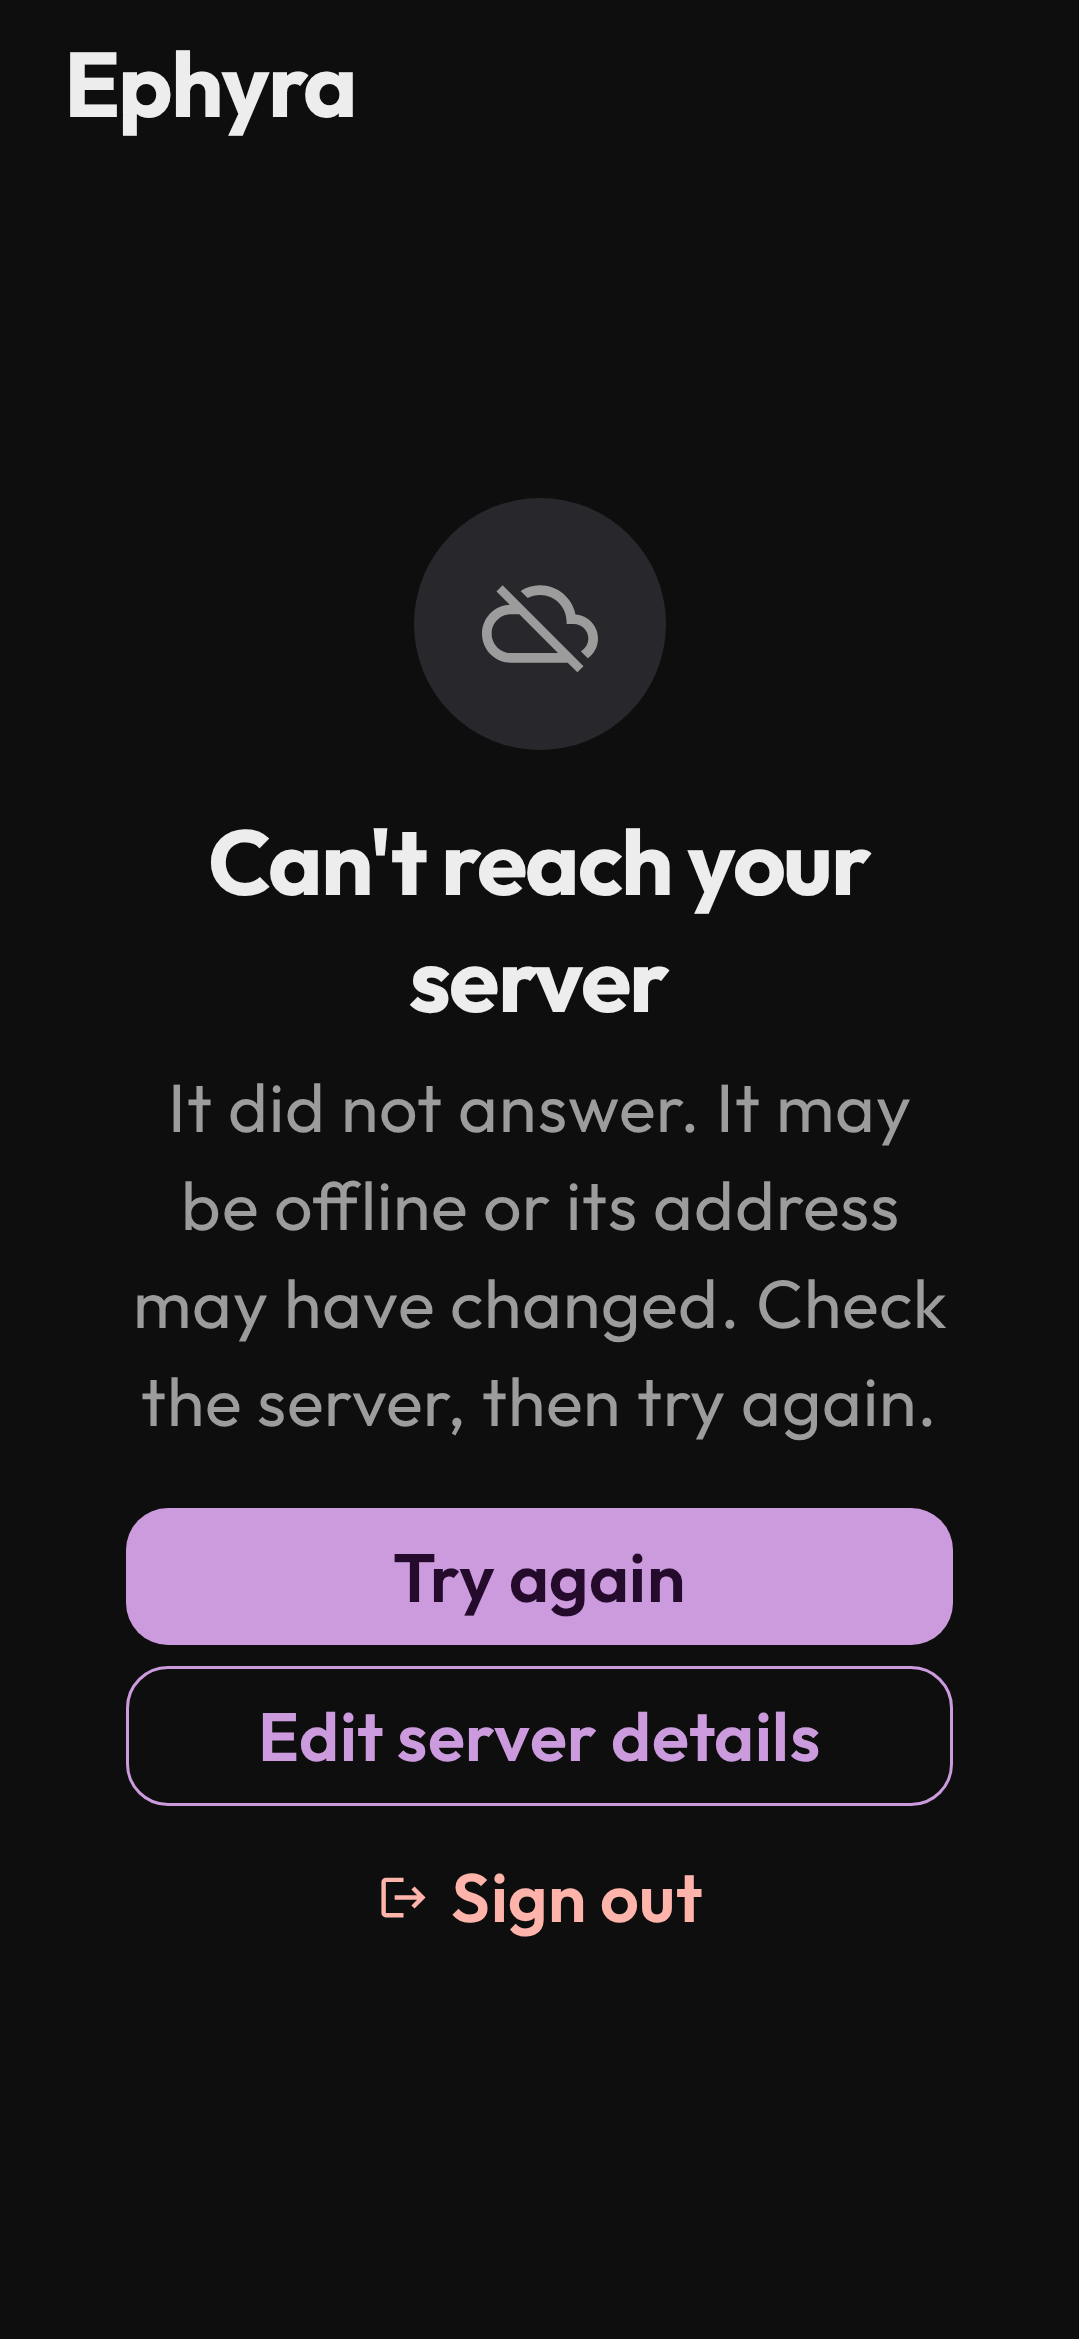 Ephyra
Can't reach your
server
It did not answer. It may
be offline or its address
may have changed. Check
the server, then try again.
Try again
Edit server details
Sign out